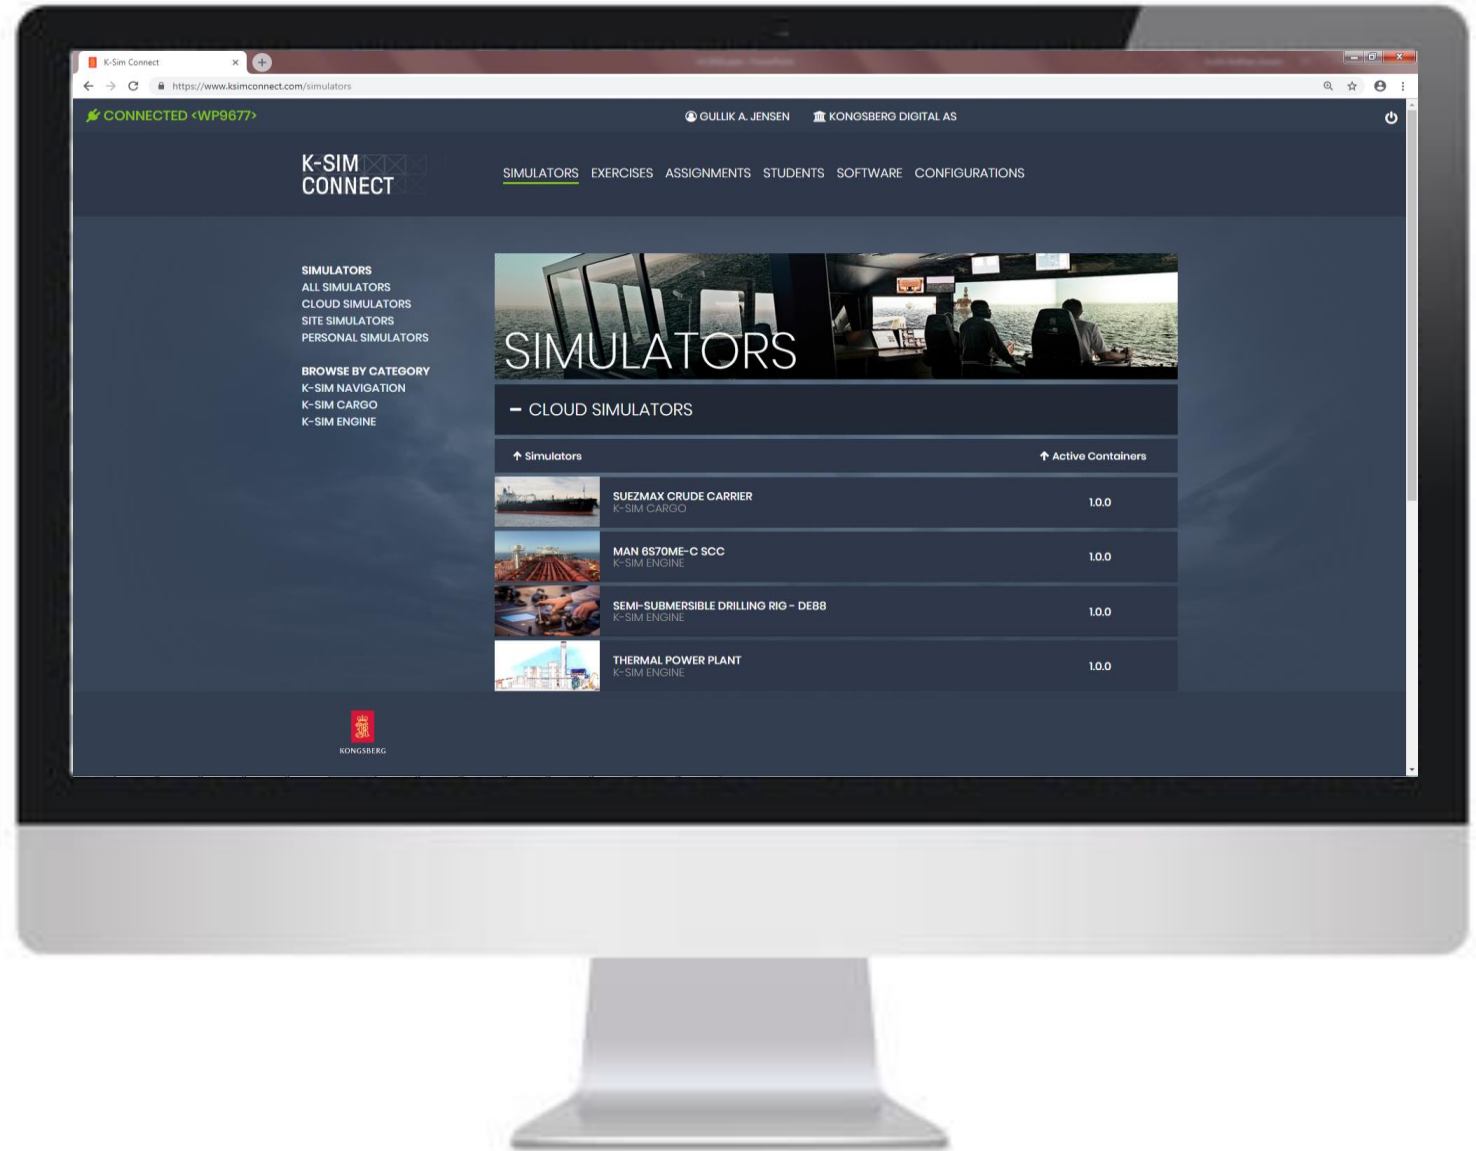 K-Sim Connect
https://www.ksimconnect.com/simulators
CONNECTED <WP9677>
GULLIK A. JENSEN
KONGSBERG DIGITAL AS
K-SIM
CONNECT
SIMULATORS EXERCISES ASSIGNMENTS STUDENTS SOFTWARE CONFIGURATIONS
SIMULATORS
ALL SIMULATORS
CLOUD SIMULATORS
SITE SIMULATORS
PERSONAL SIMULATORS
BROWSE BY CATEGORY
K-SIM NAVIGATION
K-SIM CARGO
K-SIM ENGINE
SIMULATORS
CLOUD SIMULATORS
Simulators Active Containers
SUEZMAX CRUDE CARRIER
K-SIM CARGO
1.0.0
MAN 6S70ME-C SCC
K-SIM ENGINE
1.0.0
SEMI-SUBMERSIBLE DRILLING RIG - DE88
K-SIM ENGINE
1.0.0
THERMAL POWER PLANT
K-SIM ENGINE
1.0.0
KONGSBERG